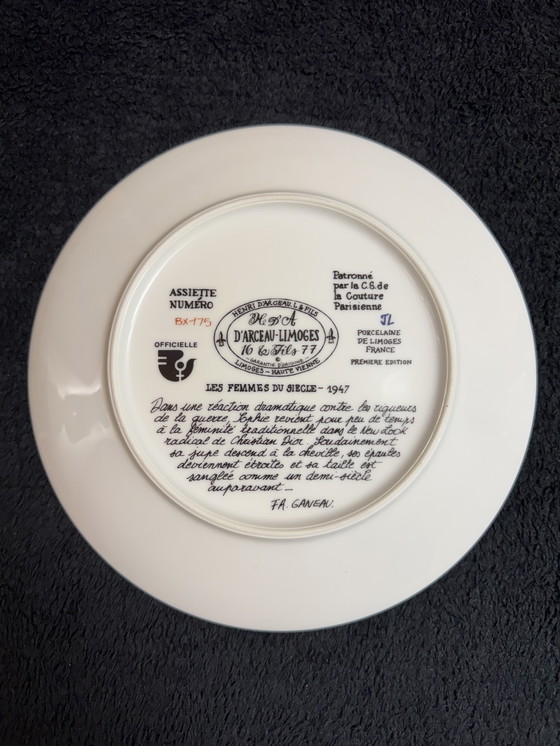 ASSIETTE
NUMÉRO
BX-175
OFFICIELLE
HENRI D'ARCEAU.L & FILS
H. D' A
D'ARCEAU-LIMOGES
16 & Fils 77
GARANTIE D'ORIGINE
LIMOGES - HAUTE VIENNE
Patronné
par la C.S.de
la Couture
Parisienne
JL
PORCELAINE
DE LIMOGES
FRANCE
PREMIERE EDITION
LES FEMMES DU SIECLE - 1947
Dans une réaction dramatique contre les rigueurs
de la guerre, Sophie revient pour peu de temps
à la féminité traditionnelle dans le New Look
radical de Christian Dior. Soudainement
sa jupe descend à la cheville, ses épaules
deviennent étroites et sa taille est
sanglée comme un demi-siècle
auparavant...
FR. GANEAU.